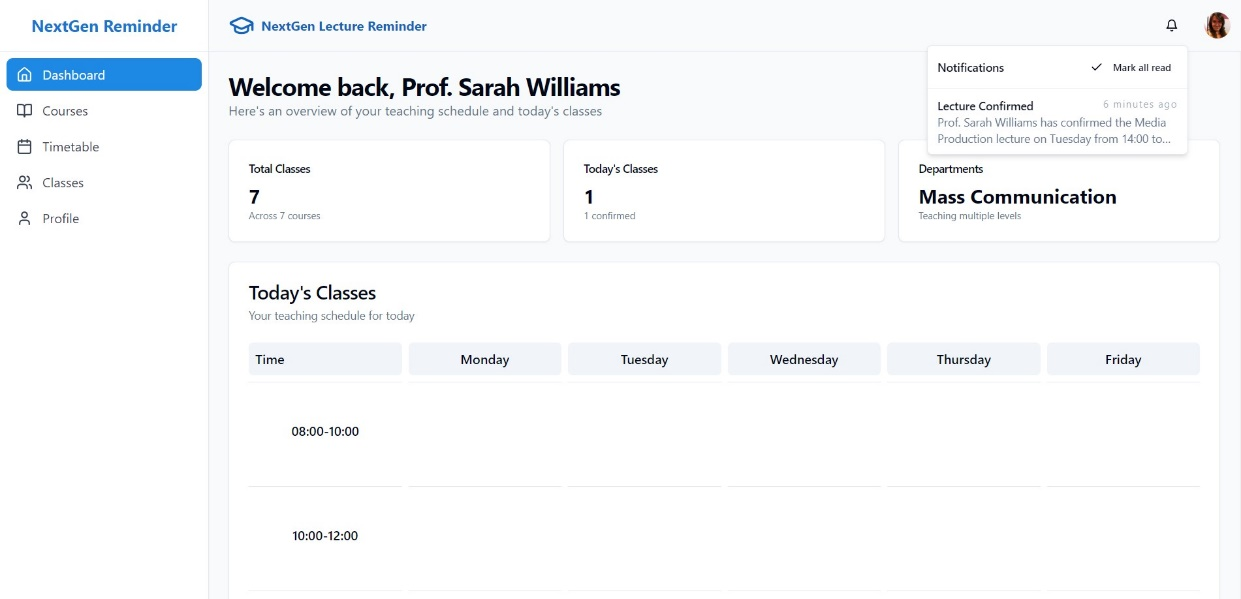 NextGen Reminder
NextGen Lecture Reminder
Dashboard
Courses
Timetable
Classes
Profile
Notifications
Mark all read
Lecture Confirmed
6 minutes ago
Prof. Sarah Williams has confirmed the Media
Production lecture on Tuesday from 14:00 to...
Welcome back, Prof. Sarah Williams
Here's an overview of your teaching schedule and today's classes
Total Classes
7
Across 7 courses
Today's Classes
1
1 confirmed
Departments
Mass Communication
Teaching multiple levels
Today's Classes
Your teaching schedule for today
Time Monday Tuesday Wednesday Thursday Friday
08:00-10:00
10:00-12:00